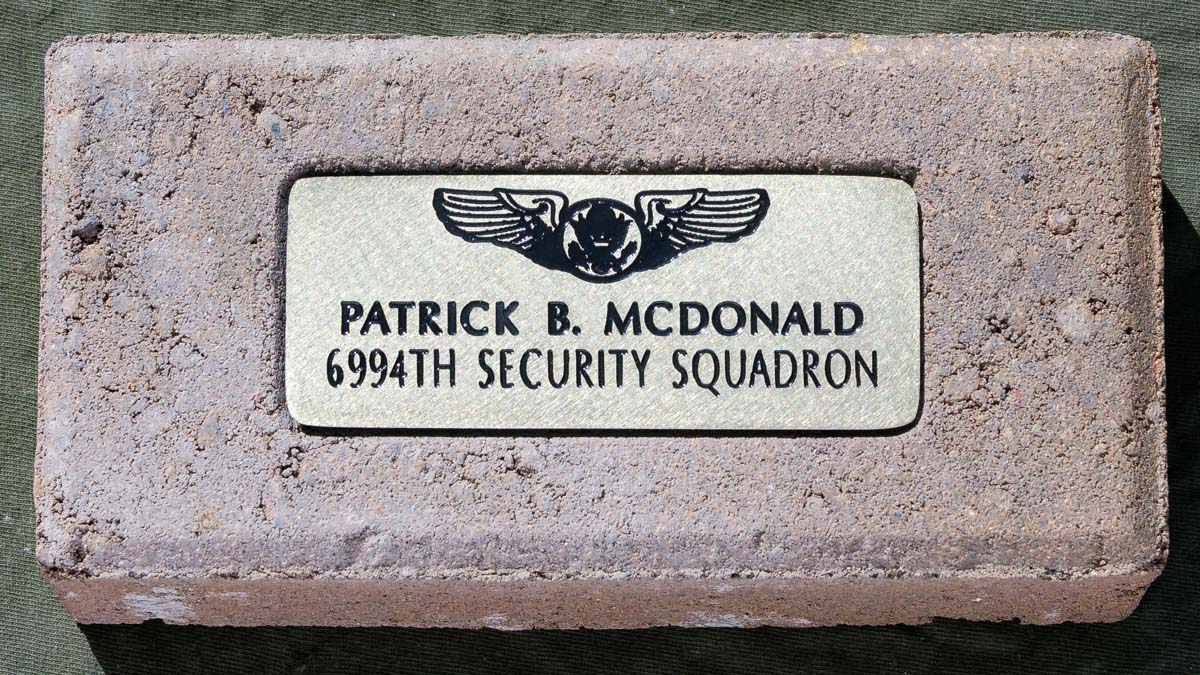 PATRICK B. MCDONALD
6994TH SECURITY SQUADRON